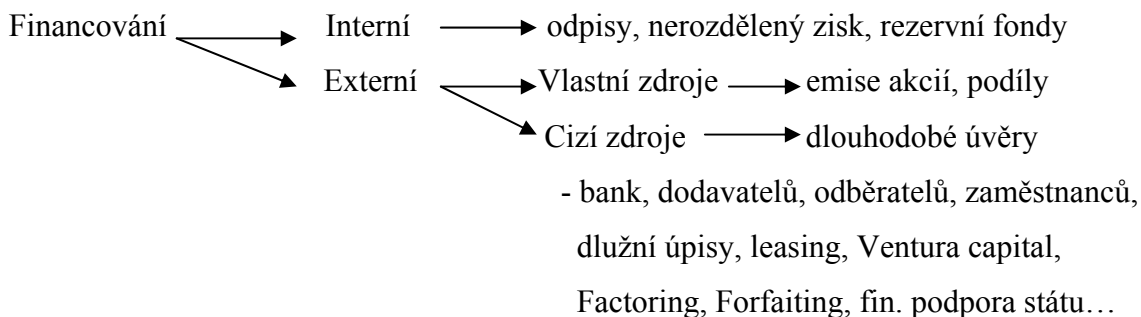 Financování Interní odpisy, nerozdělený zisk, rezervní fondy
Externí Vlastní zdroje emise akcií, podíly
Cizí zdroje dlouhodobé úvěry
- bank, dodavatelů, odběratelů, zaměstnanců,
dlužní úpisy, leasing, Ventura capital,
Factoring, Forfaiting, fin. podpora státu…